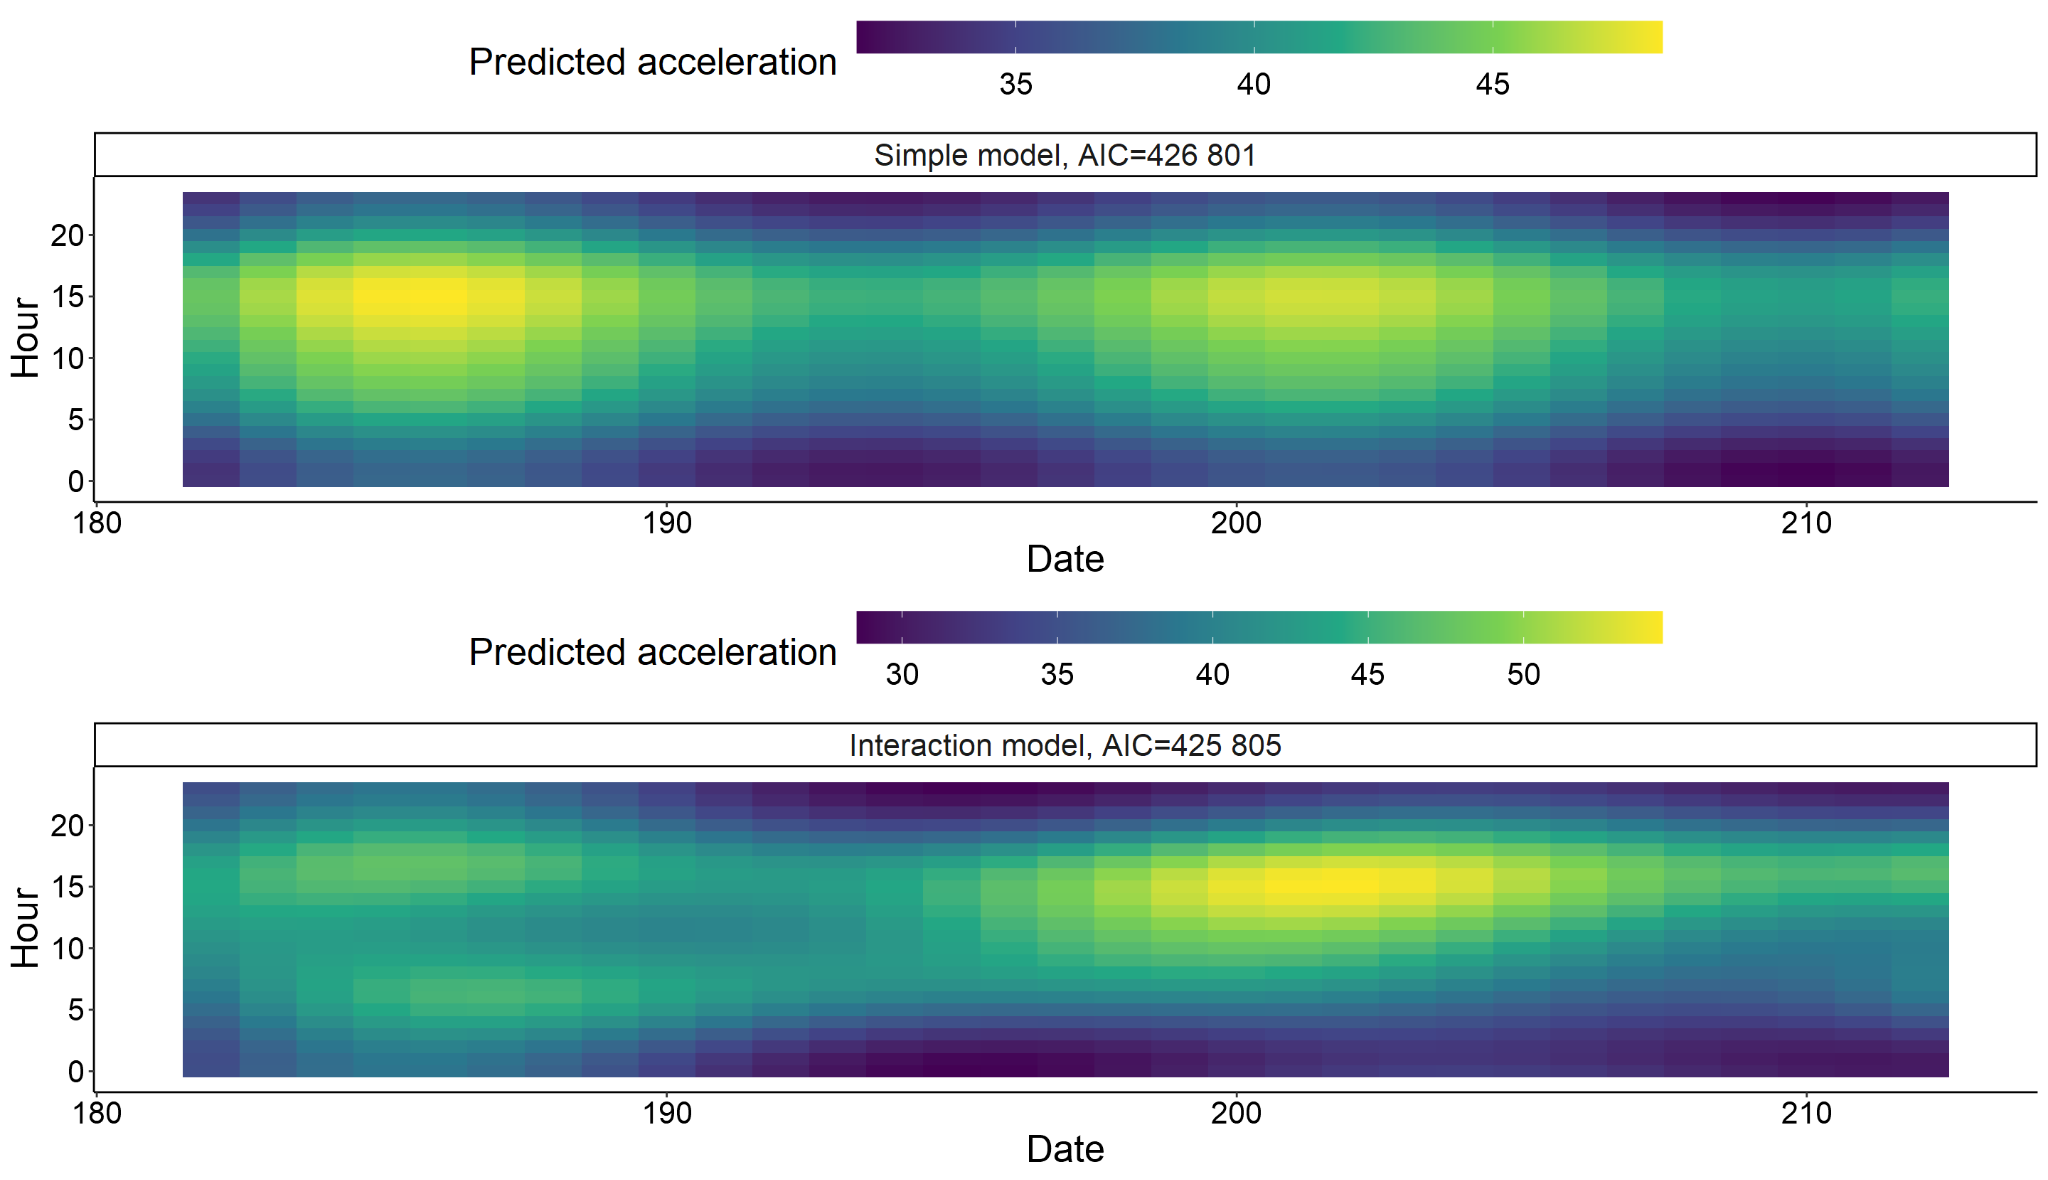 Predicted acceleration
35 40 45
Simple model, AIC=426 801
Hour
20
15
10
5
0
180 190 200 210
Date
Predicted acceleration
30 35 40 45 50
Interaction model, AIC=425 805
Hour
20
15
10
5
0
180 190 200 210
Date